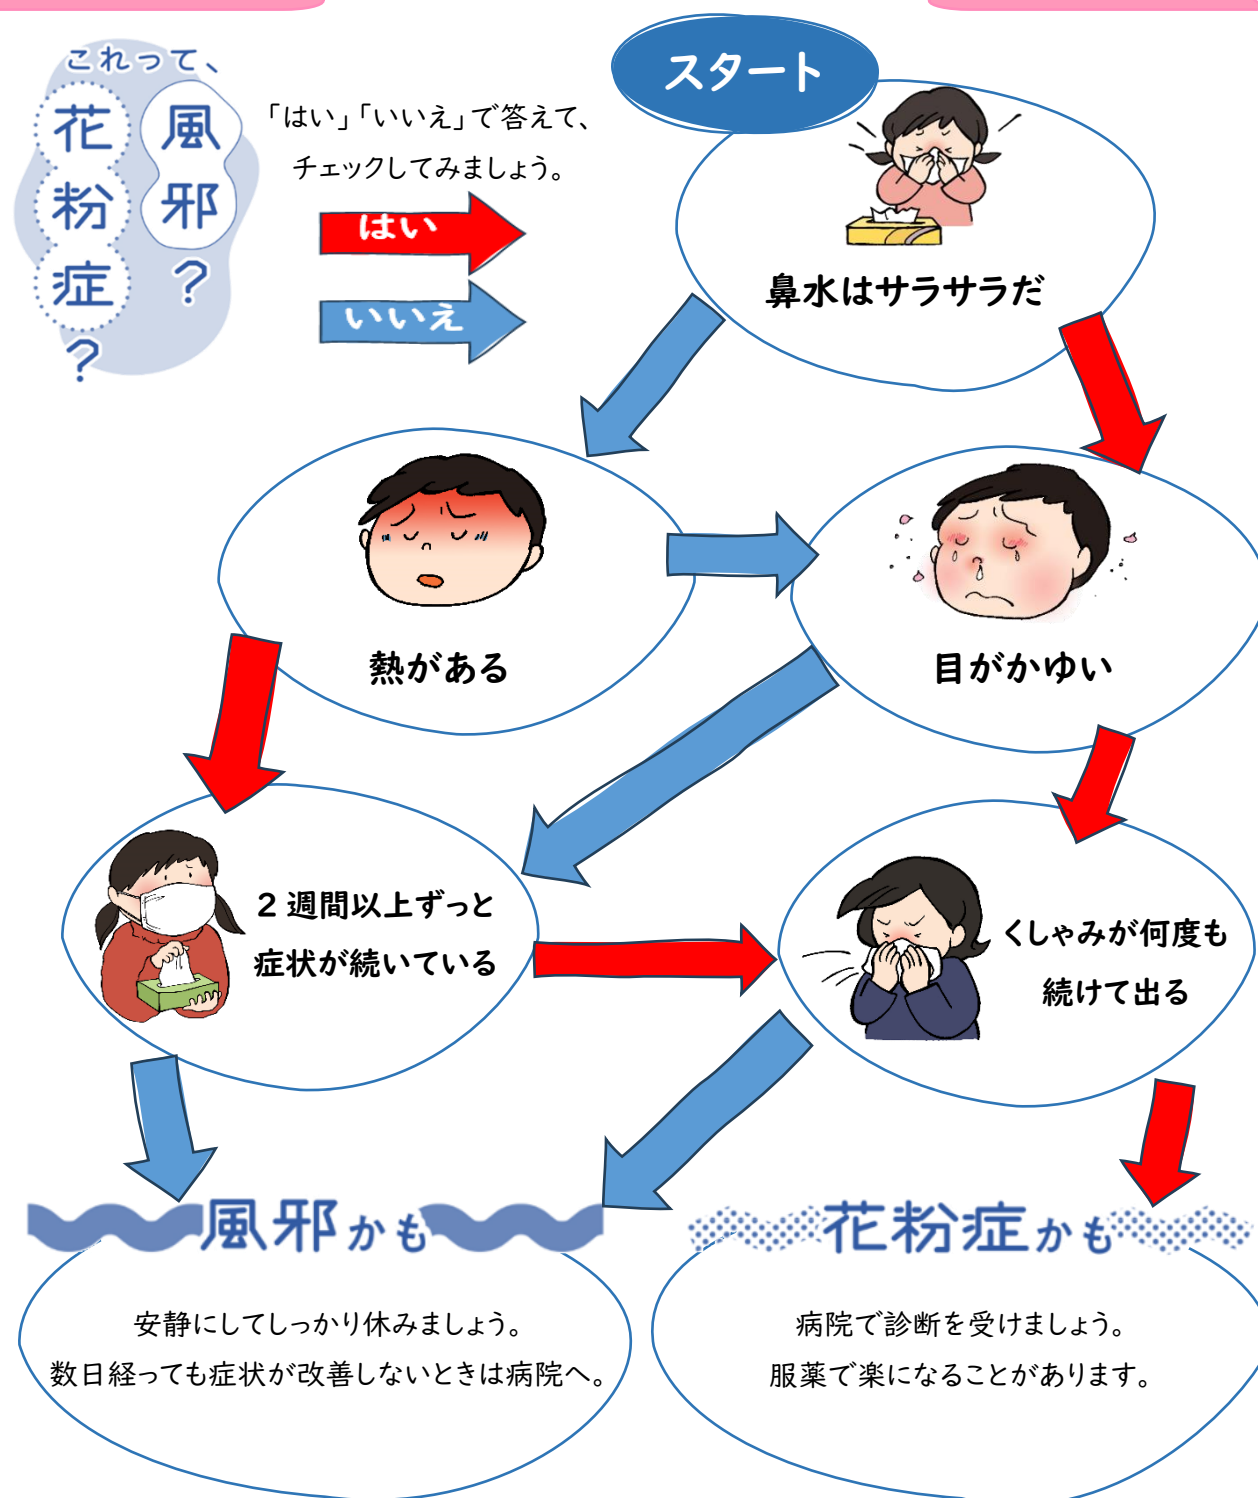 これって、
風邪?
花粉症?
「はい」「いいえ」で答えて、
チェックしてみましょう。
はい
いいえ
スタート
鼻水はサラサラだ
熱がある
目がかゆい
2週間以上ずっと
症状が続いている
くしゃみが何度も
続けて出る
風邪かも
安静にしてしっかり休みましょう。
数日経っても症状が改善しないときは病院へ。
花粉症かも
病院で診断を受けましょう。
服薬で楽になることがあります。